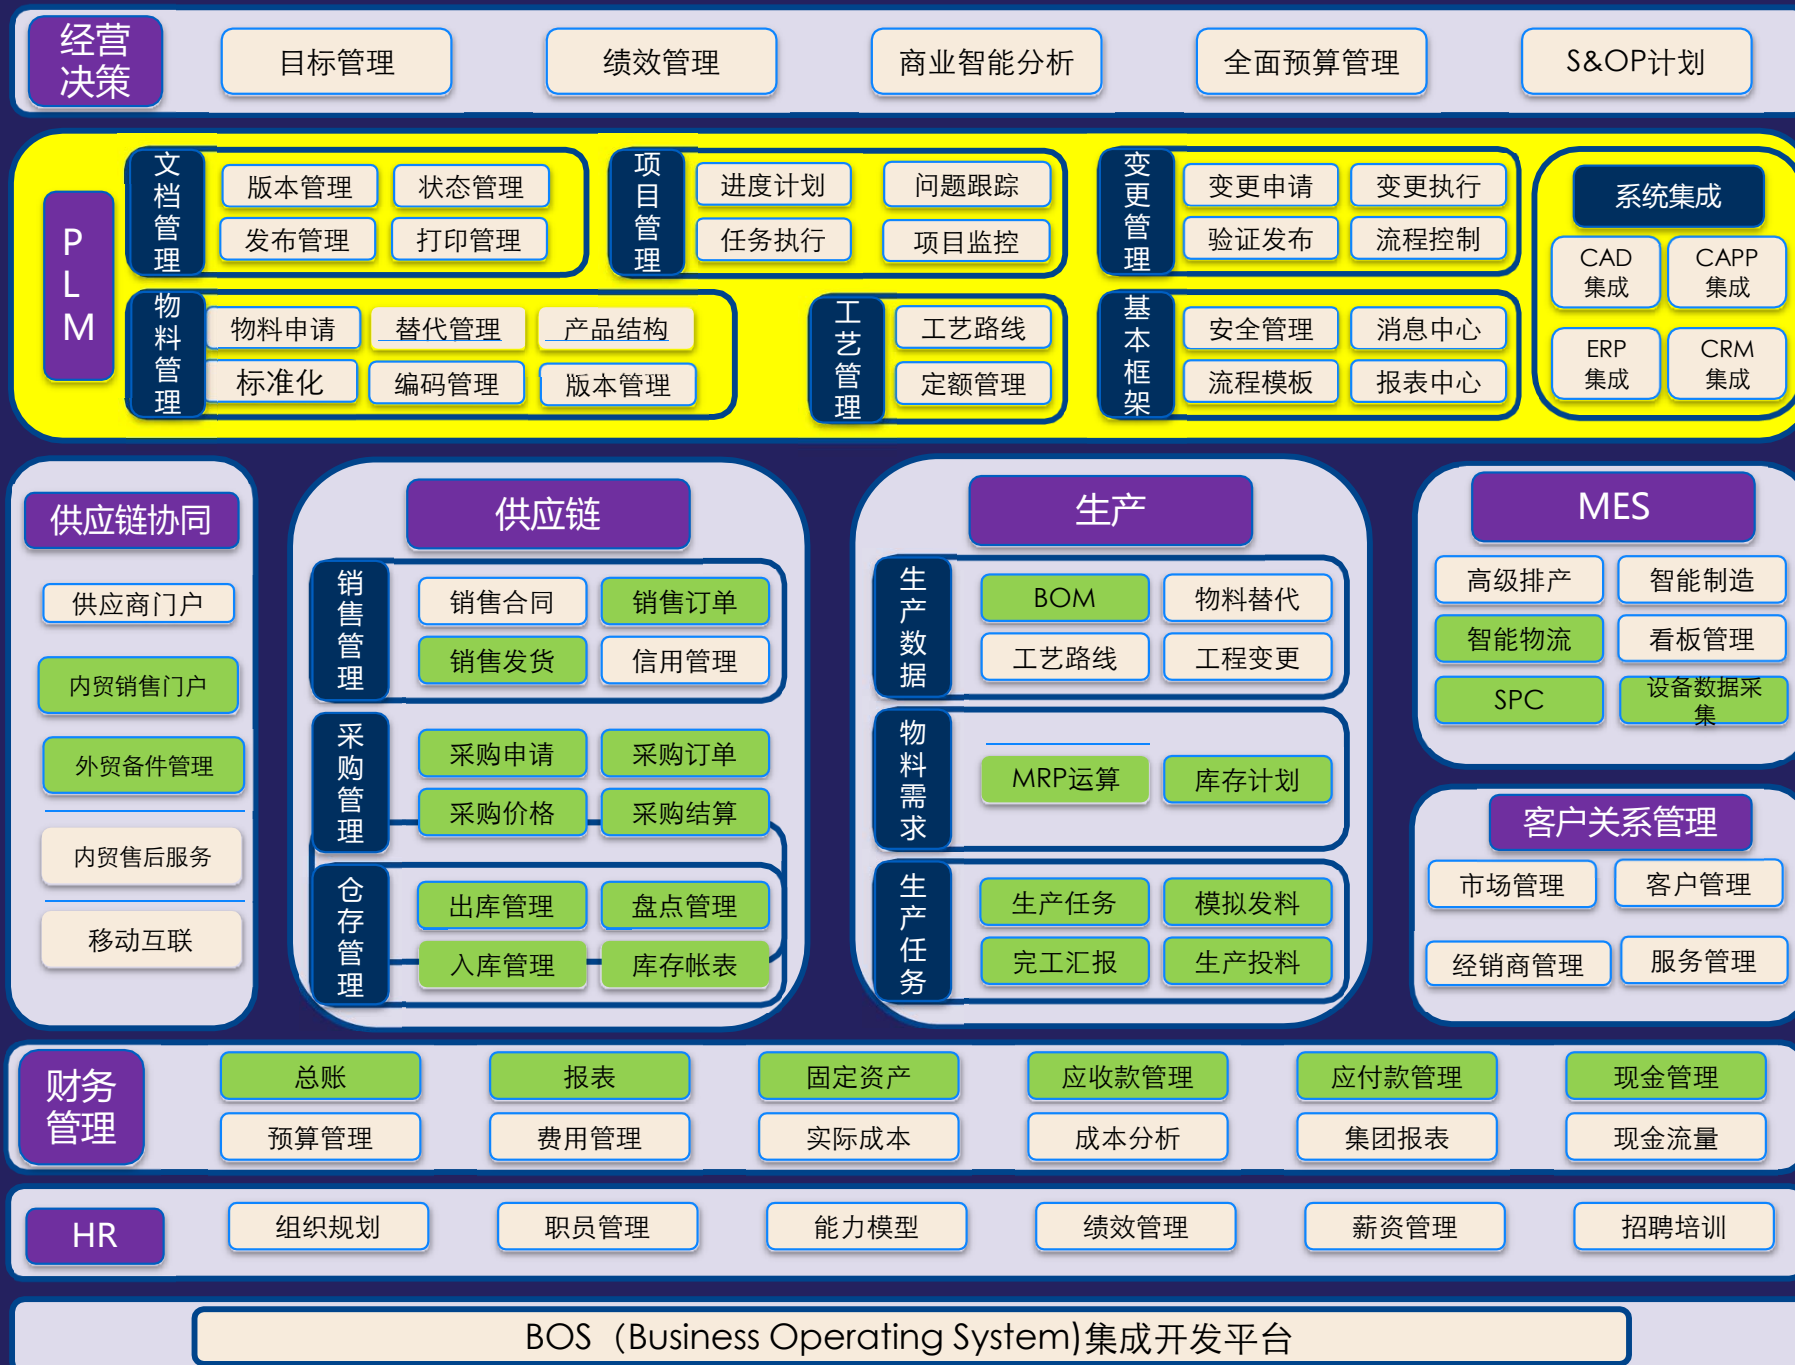 经营
决策
目标管理
绩效管理
商业智能分析
全面预算管理
S&OP计划
PLM
文档管理
版本管理
状态管理
发布管理
打印管理
项目管理
进度计划
问题跟踪
任务执行
项目监控
变更管理
变更申请
变更执行
验证发布
流程控制
系统集成
CAD
集成
CAPP
集成
ERP
集成
CRM
集成
物料管理
物料申请
替代管理
产品结构
标准化
编码管理
版本管理
工艺管理
工艺路线
定额管理
基本框架
安全管理
消息中心
流程模板
报表中心
供应链协同
供应商门户
内贸销售门户
外贸备件管理
内贸售后服务
移动互联
供应链
销售管理
销售合同
销售订单
销售发货
信用管理
采购管理
采购申请
采购订单
采购价格
采购结算
仓存管理
出库管理
盘点管理
入库管理
库存帐表
生产
生产数据
BOM
物料替代
工艺路线
工程变更
物料需求
MRP运算
库存计划
生产任务
生产任务
模拟发料
完工汇报
生产投料
MES
高级排产
智能制造
智能物流
看板管理
SPC
设备数据采
集
客户关系管理
市场管理
客户管理
经销商管理
服务管理
财务
管理
总账
报表
固定资产
应收款管理
应付款管理
现金管理
预算管理
费用管理
实际成本
成本分析
集团报表
现金流量
HR
组织规划
职员管理
能力模型
绩效管理
薪资管理
招聘培训
BOS（Business Operating System)集成开发平台